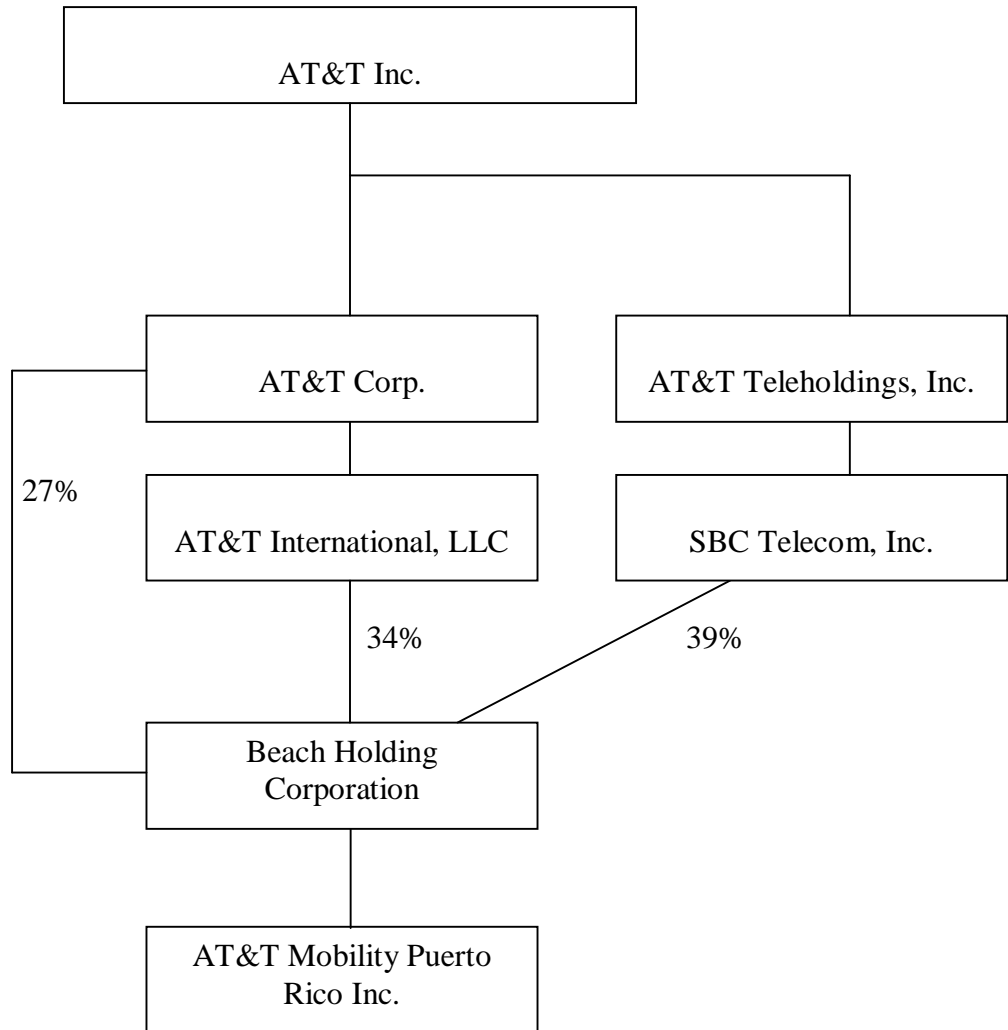 AT&T Inc.
AT&T Corp.
AT&T Teleholdings, Inc.
27%
AT&T International, LLC
SBC Telecom, Inc.
34%
39%
Beach Holding
Corporation
AT&T Mobility Puerto
Rico Inc.